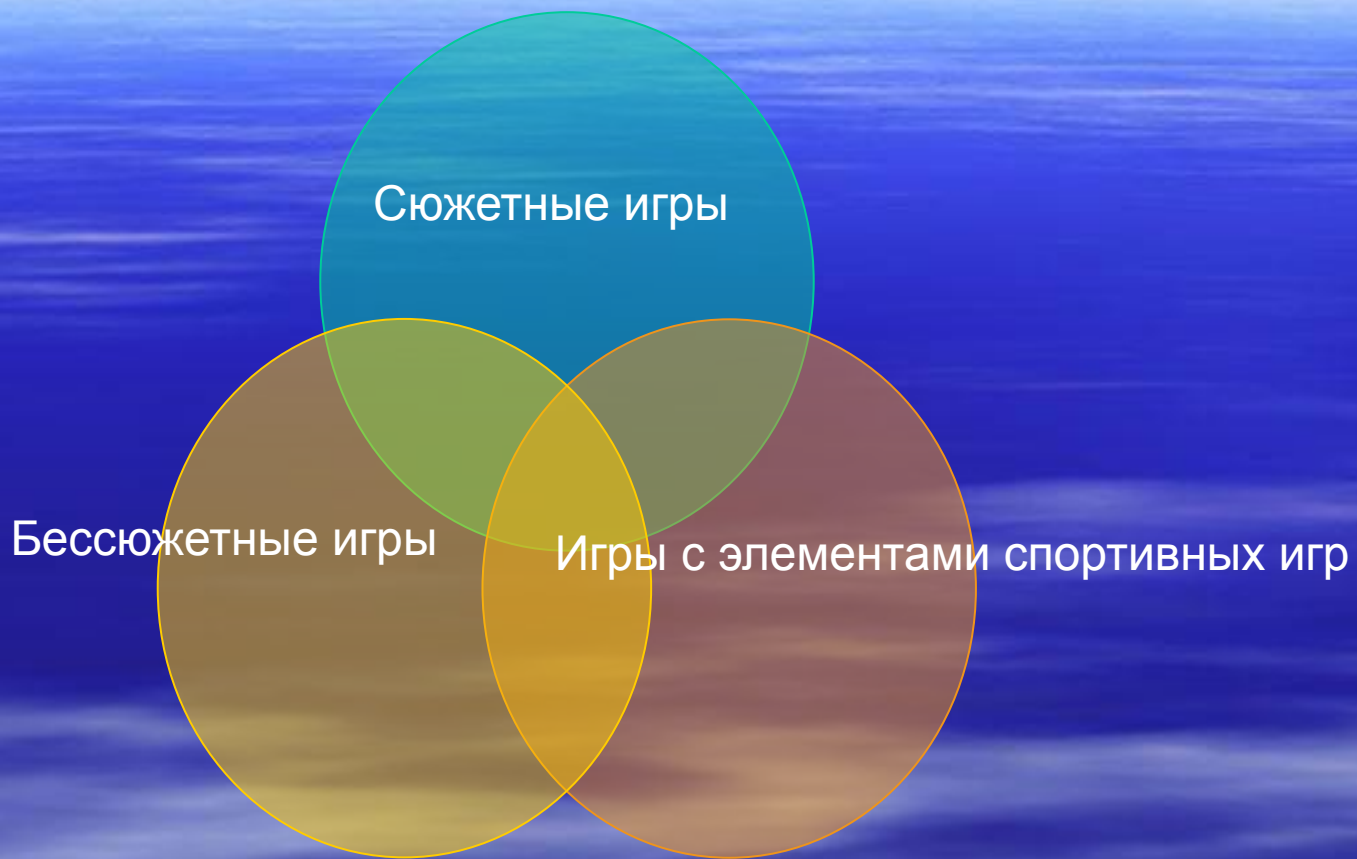 Сюжетные игры
Бессюжетные игры
Игры с элементами спортивных игр